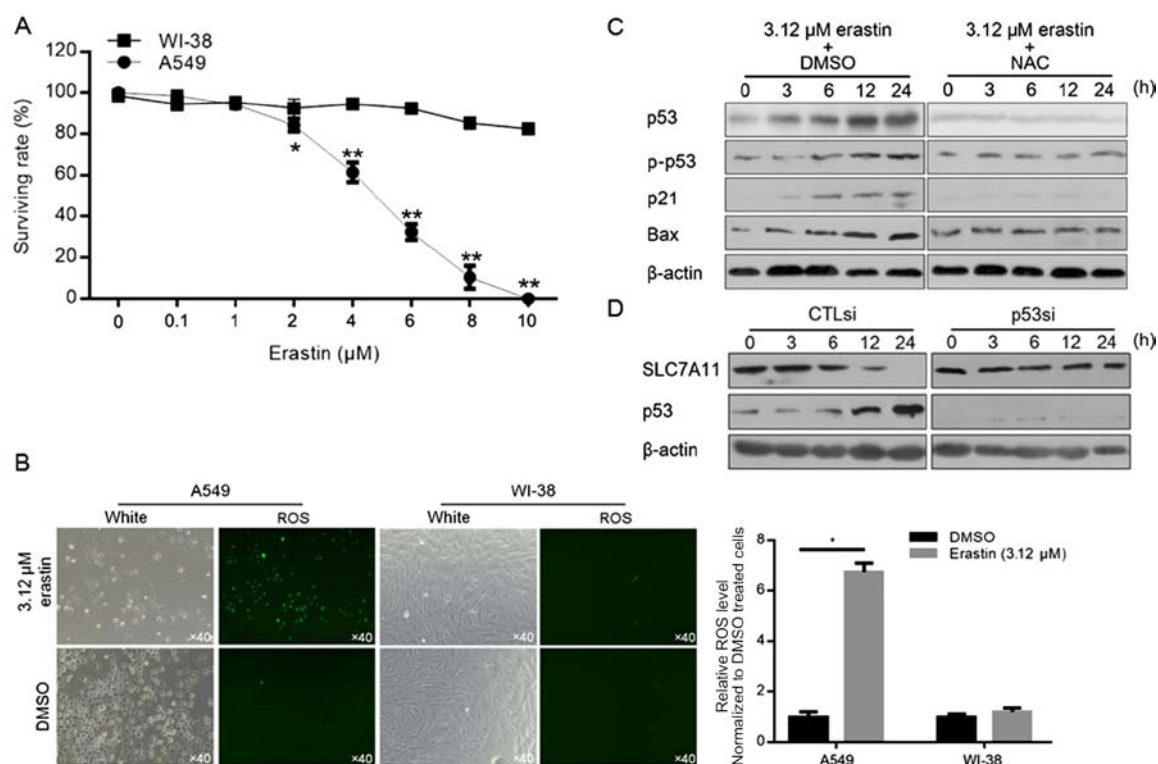 A
WI-38
A549
120
100
80
60
40
20
0
Surviving rate (%)
*
**
**
**
**
0 0.1 1 2 4 6 8 10
Erastin (μM)
B
A549 WI-38
White ROS White ROS
3.12 μM
erastin
×40 ×40 ×40 ×40
DMSO
×40 ×40 ×40 ×40
C
3.12 μM erastin 3.12 μM erastin
+ +
DMSO NAC
0 3 6 12 24 0 3 6 12 24 (h)
p53
p-p53
p21
Bax
β-actin
D
CTLsi p53si
0 3 6 12 24 0 3 6 12 24 (h)
SLC7A11
p53
β-actin
DMSO
Erastin (3.12 μM)
*
8
6
4
2
0
Relative ROS level
Normalized to DMSO treated cells
A549 WI-38